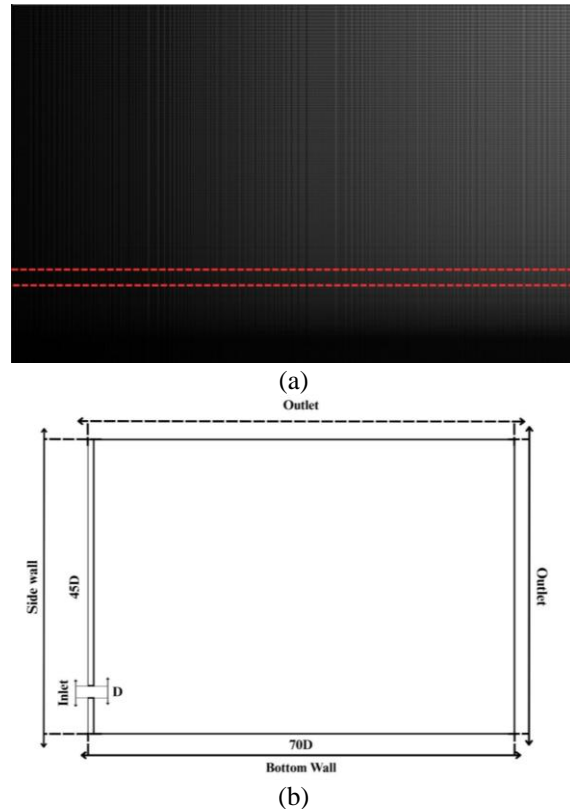 (a)
Outlet
Side wall
45D
Outlet
Inlet
D
70D
Bottom Wall
(b)